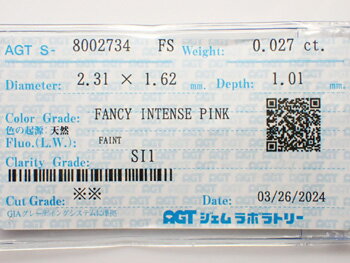 AGT S- 8002734 FS Weight: 0.027 ct.
Diameter: 2.31 × 1.62 mm. Depth: 1.01 mm.
Color Grade: FANCY INTENSE PINK
色の起源 天然
Fluo.(L.W.) FAINT
Clarity Grade: SI1
Cut Grade: ※※ Date: 03/26/2024
GIAグレーディングシステムに準拠
AGT ジェムラボラトリー